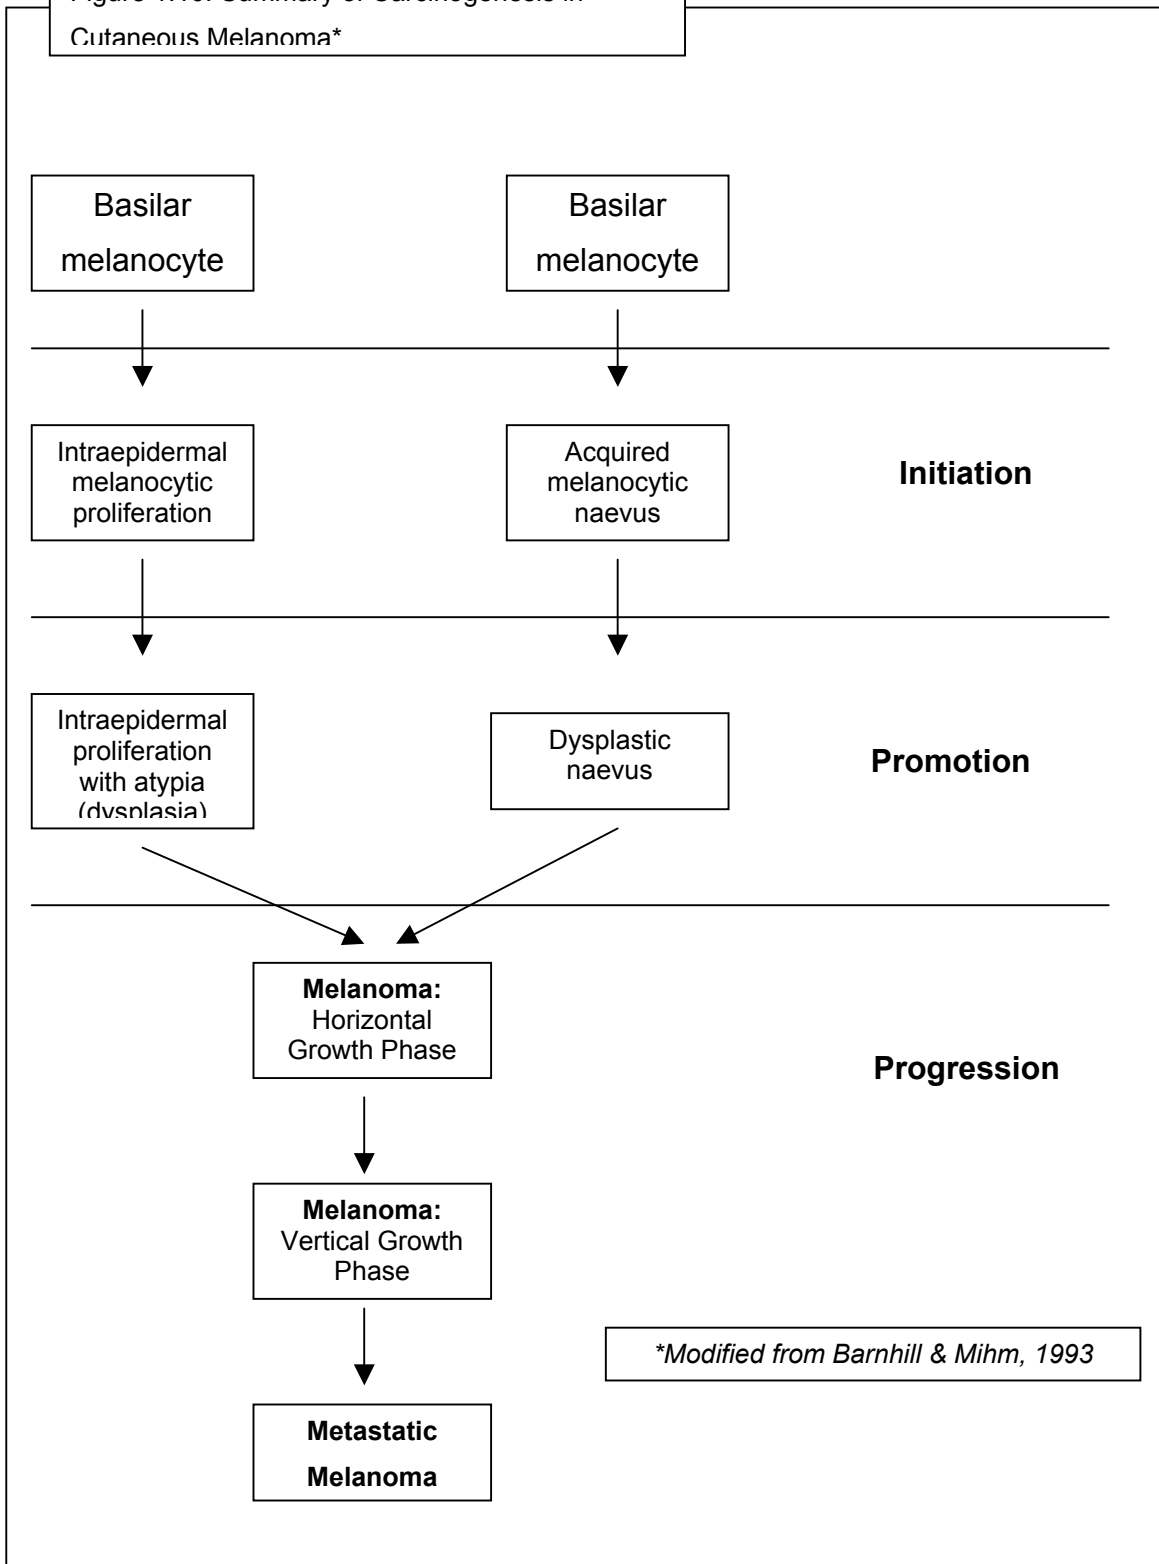 Cutaneous Melanoma*
Basilar
melanocyte
Basilar
melanocyte
Intraepidermal
melanocytic
proliferation
Acquired
melanocytic
naevus
Initiation
Intraepidermal
proliferation
with atypia
(dysplasia)
Dysplastic
naevus
Promotion
Melanoma:
Horizontal
Growth Phase
Progression
Melanoma:
Vertical Growth
Phase
*Modified from Barnhill & Mihm, 1993
Metastatic
Melanoma